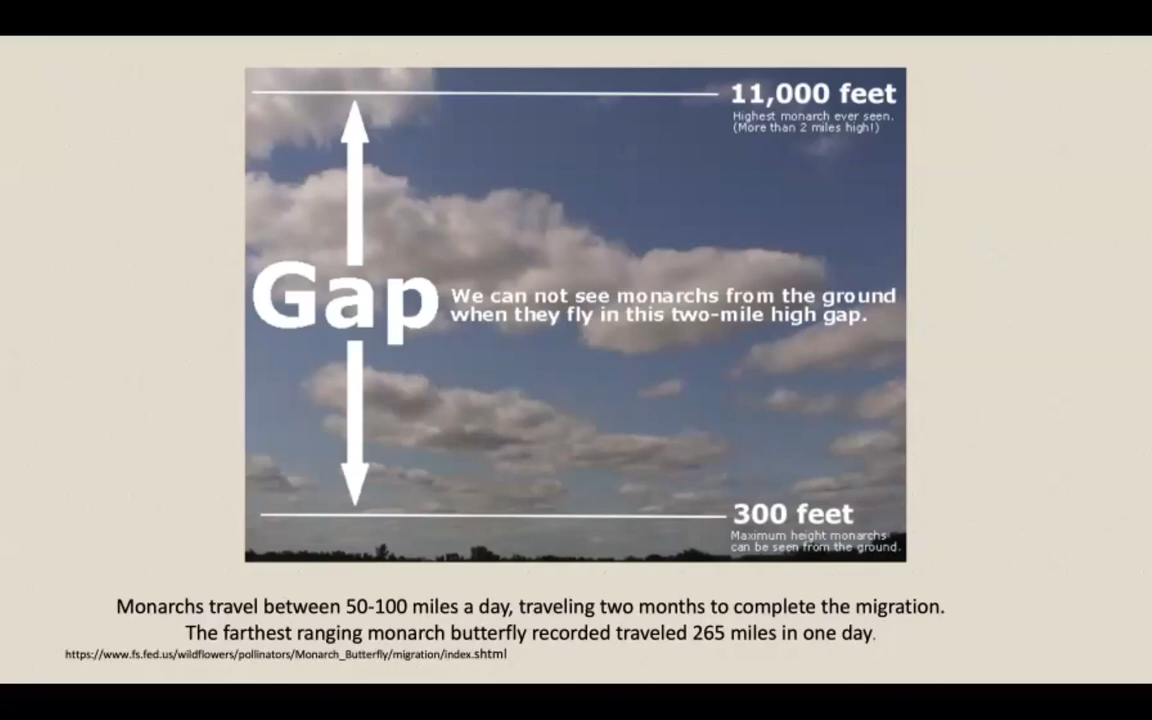 11,000 feet
Highest monarch ever seen.
(More than 2 miles high!)
Gap
We can not see monarchs from the ground
when they fly in this two-mile high gap.
300 feet
Maximum height monarchs
can be seen from the ground.
Monarchs travel between 50-100 miles a day, traveling two months to complete the migration.
The farthest ranging monarch butterfly recorded traveled 265 miles in one day.
https://www.fs.fed.us/wildflowers/pollinators/Monarch_Butterfly/migration/index.shtml